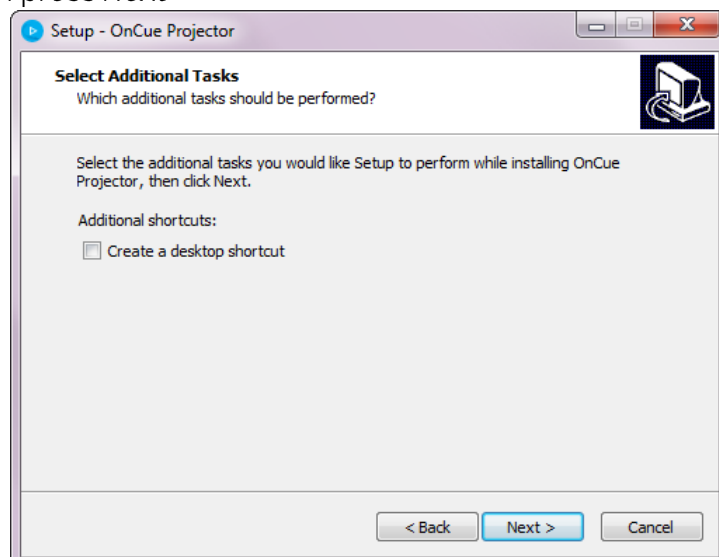 Setup - OnCue Projector
Select Additional Tasks
Which additional tasks should be performed?
Select the additional tasks you would like Setup to perform while installing OnCue
Projector, then click Next.
Additional shortcuts:
Create a desktop shortcut
< Back Next > Cancel